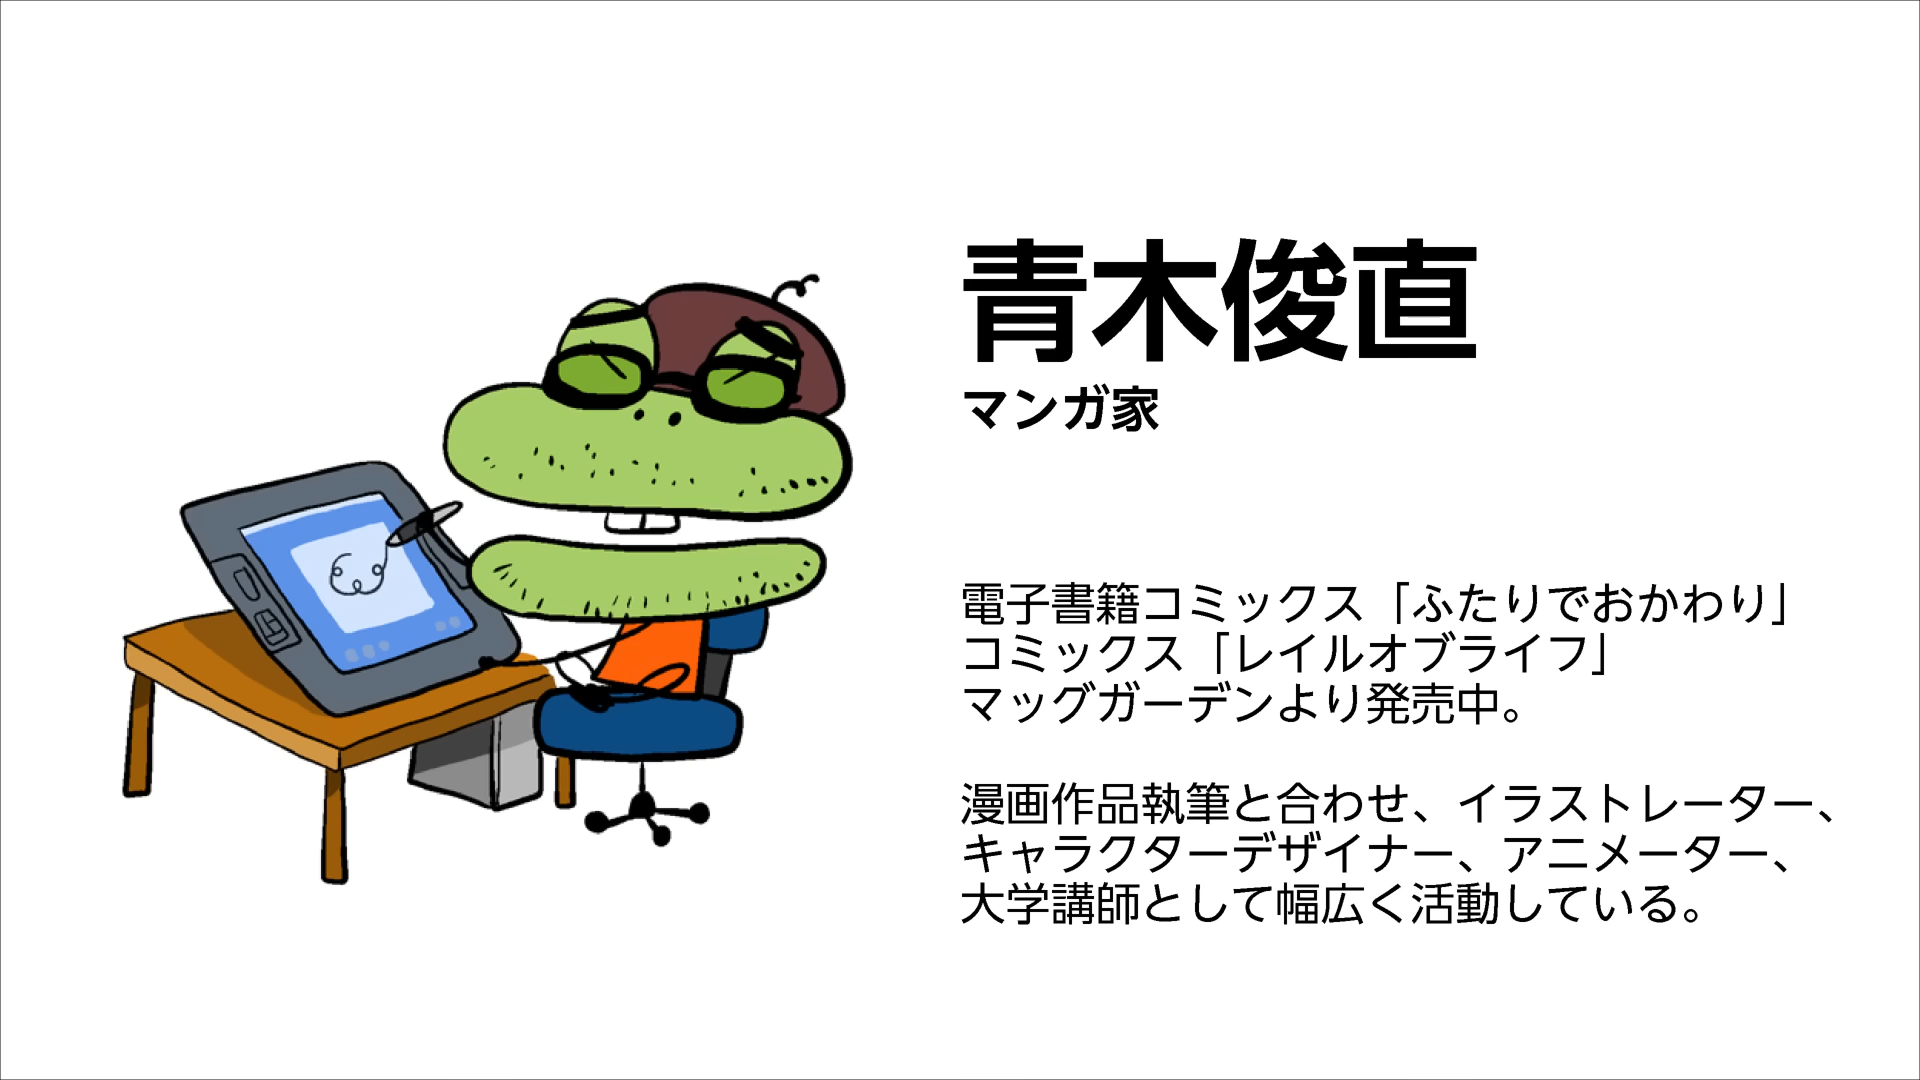 青木俊直
マンガ家
電子書籍コミックス「ふたりでおかわり」
コミックス「レイルオブライフ」
マッグガーデンより発売中。
漫画作品執筆と合わせ、イラストレーター、
キャラクターデザイナー、アニメーター、
大学講師として幅広く活動している。